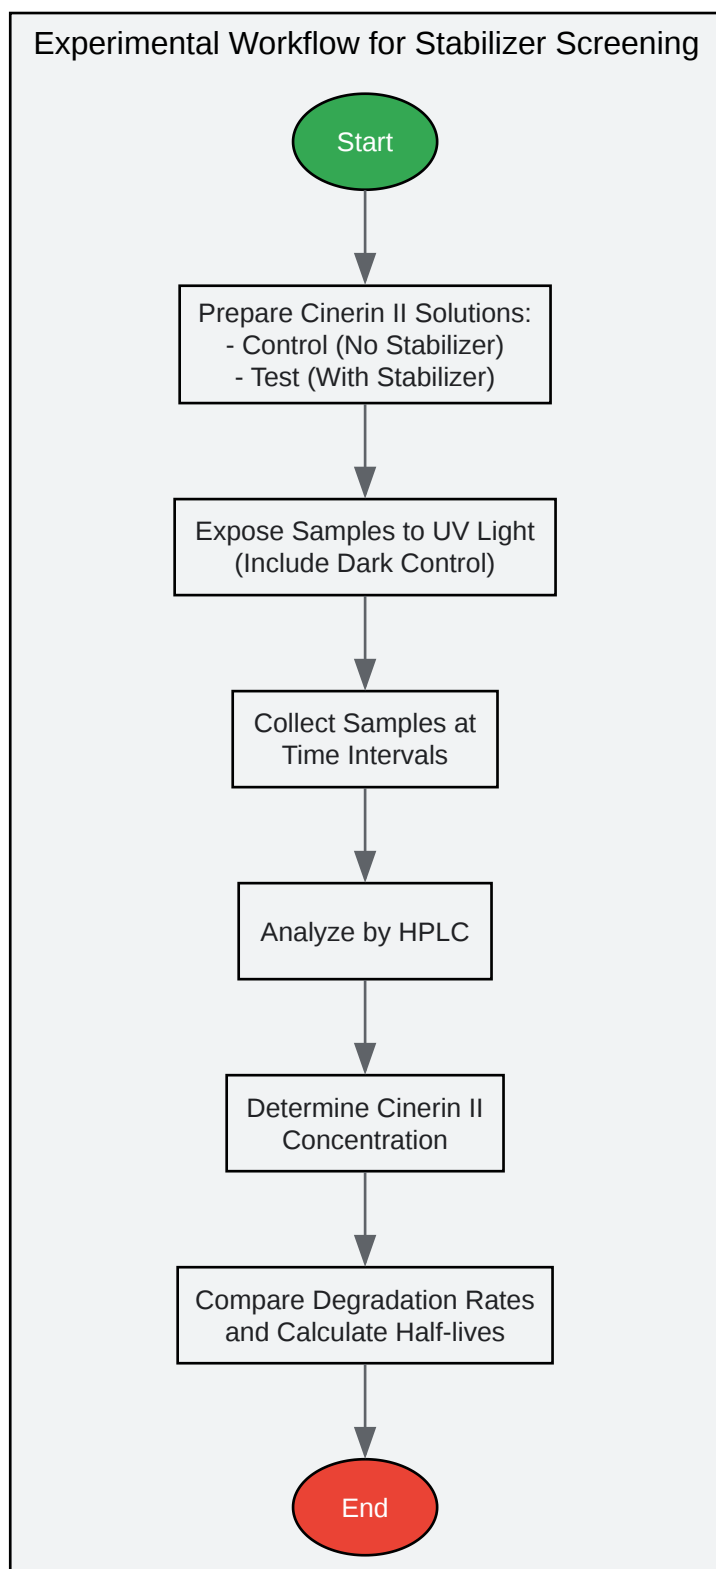 Experimental Workflow for Stabilizer Screening
Start
Prepare Cinerin II Solutions:
- Control (No Stabilizer)
- Test (With Stabilizer)
Expose Samples to UV Light
(Include Dark Control)
Collect Samples at
Time Intervals
Analyze by HPLC
Determine Cinerin II
Concentration
Compare Degradation Rates
and Calculate Half-lives
End